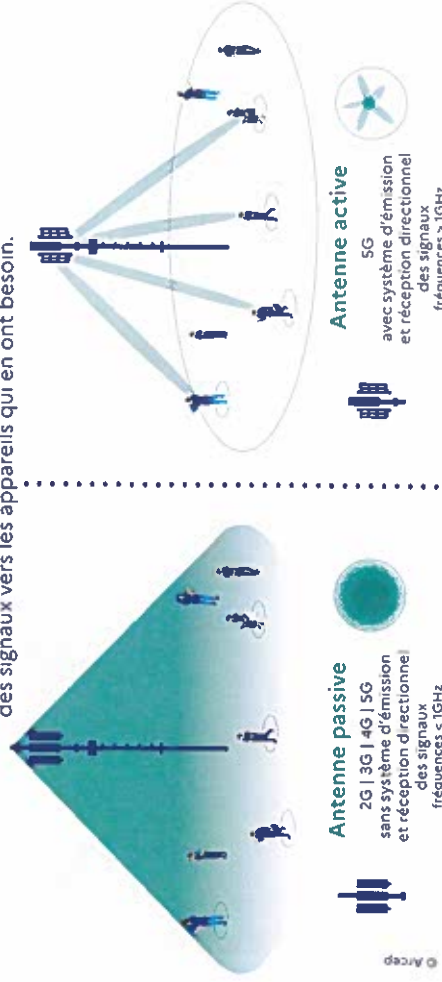 des signaux vers les appareils qui en ont besoin.
Antenne passive
2G | 3G | 4G | 5G
sans système d'émission
et réception directionnel
des signaux
fréquences < 1GHz
Antenne active
5G
avec système d'émission
et réception directionnel
des signaux
fréquences > 1GHz
© Arcep